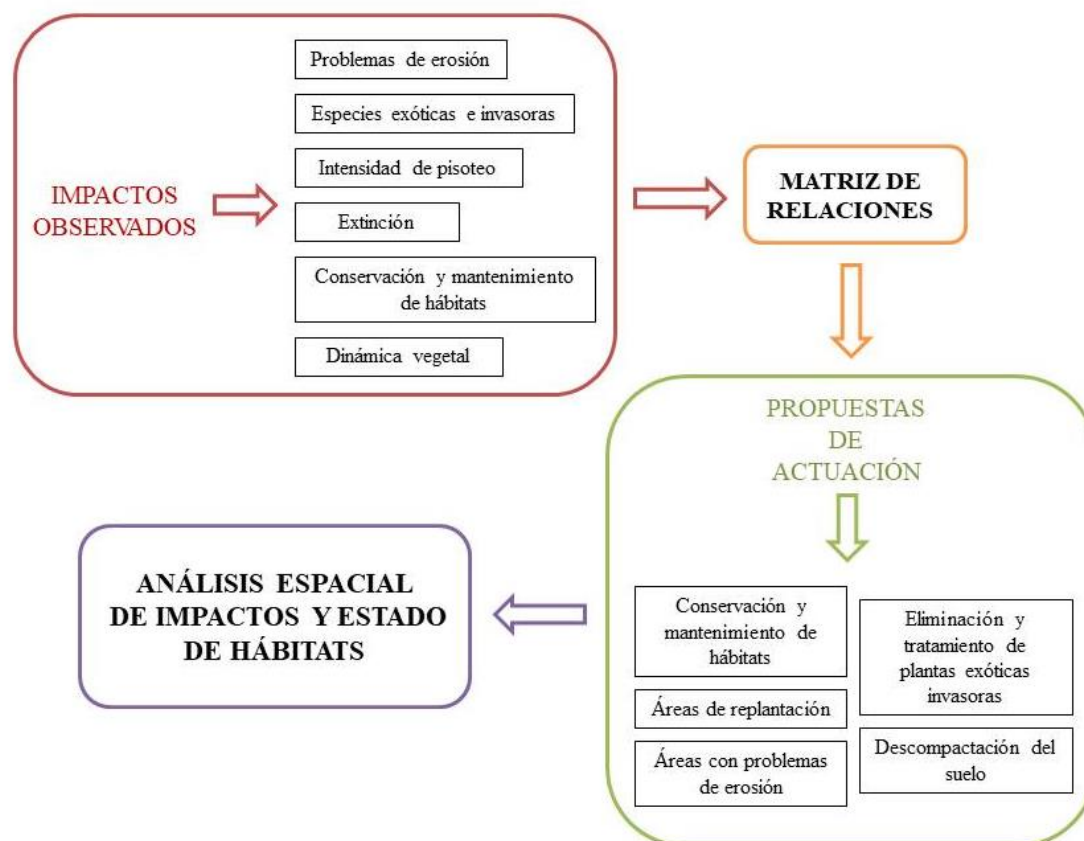 IMPACTOS
OBSERVADOS
Problemas de erosión
Especies exóticas e invasoras
Intensidad de pisoteo
Extinción
Conservación y mantenimiento
de hábitats
Dinámica vegetal
MATRIZ DE
RELACIONES
PROPUESTAS
DE
ACTUACIÓN
Conservación y
mantenimiento de
hábitats
Áreas de replantación
Áreas con problemas
de erosión
Eliminación y
tratamiento de
plantas exóticas
invasoras
Descompactación del
suelo
ANÁLISIS ESPACIAL
DE IMPACTOS Y ESTADO
DE HÁBITATS